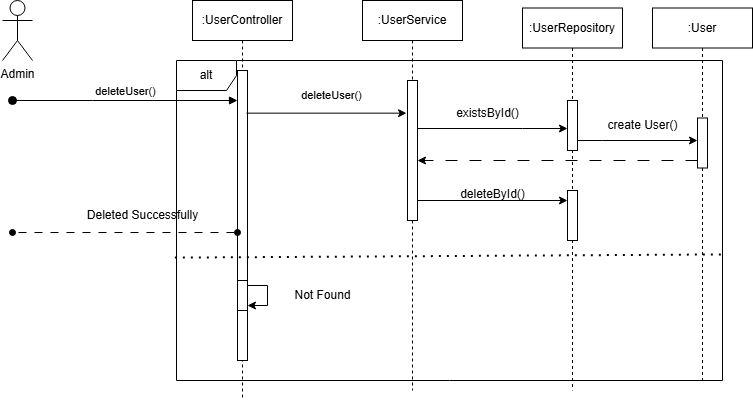 :UserController
:UserService
:UserRepository
:User
Admin
alt
deleteUser()
deleteUser()
existsById()
create User()
deleteById()
Deleted Successfully
Not Found